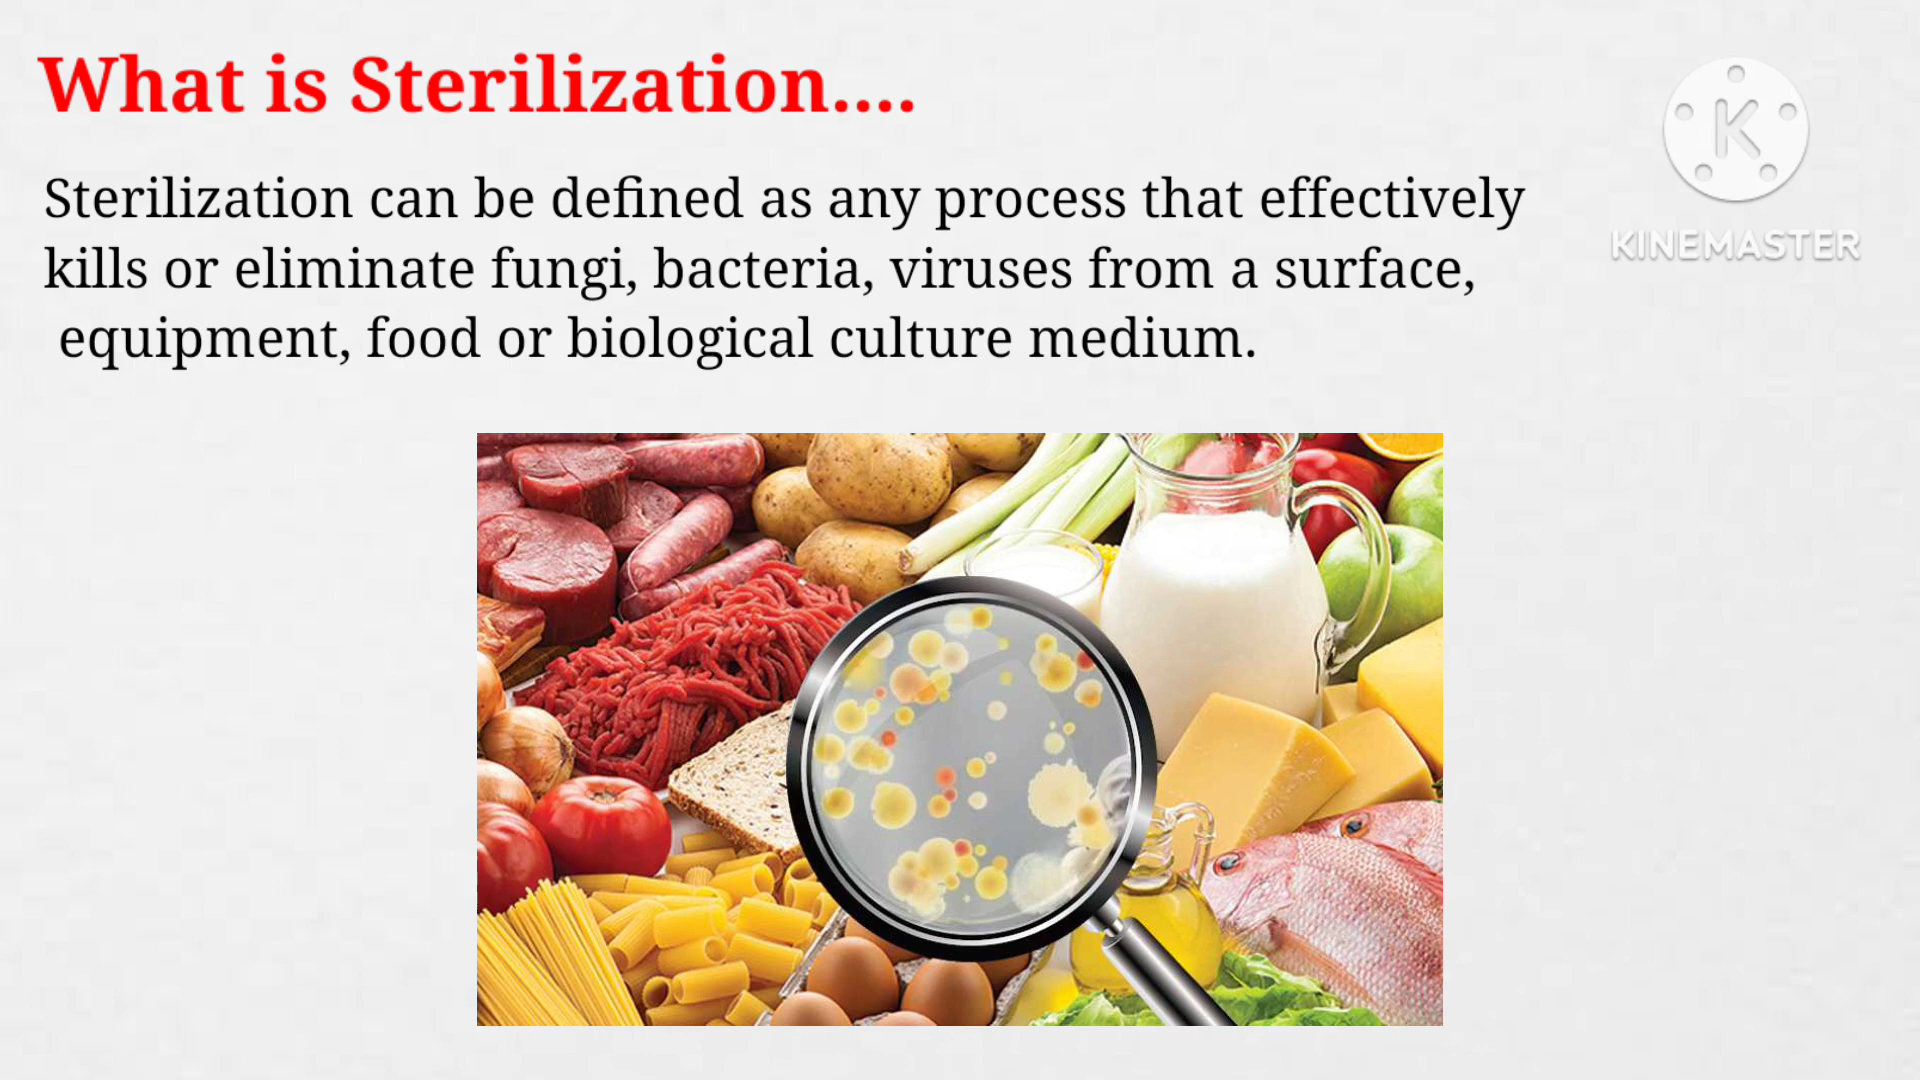 What is Sterilization....
Sterilization can be defined as any process that effectively
kills or eliminate fungi, bacteria, viruses from a surface,
equipment, food or biological culture medium.
K
KINEMASTER